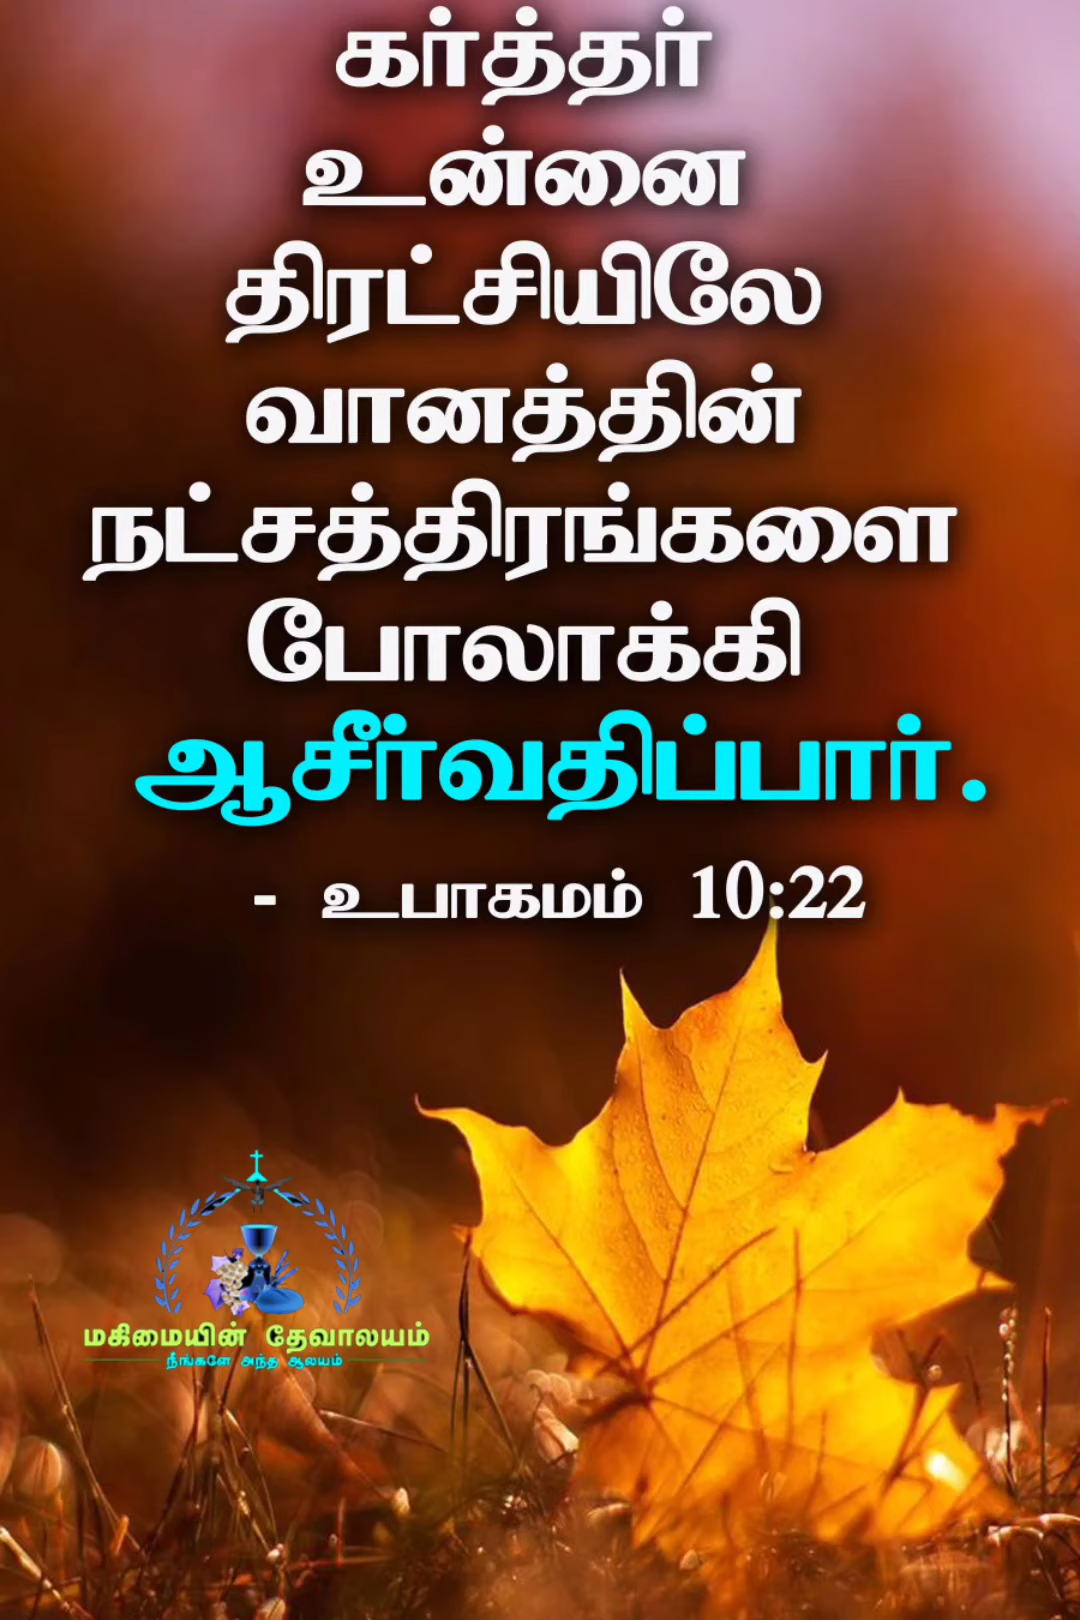 கர்த்தர்
உன்னை
திரட்சியிலே
வானத்தின்
நட்சத்திரங்களை
போலாக்கி
ஆசீர்வதிப்பார்.
- உபாகமம் 10:22
மகிமையின் தேவாலயம்
நீங்களே அந்த ஆலயம்